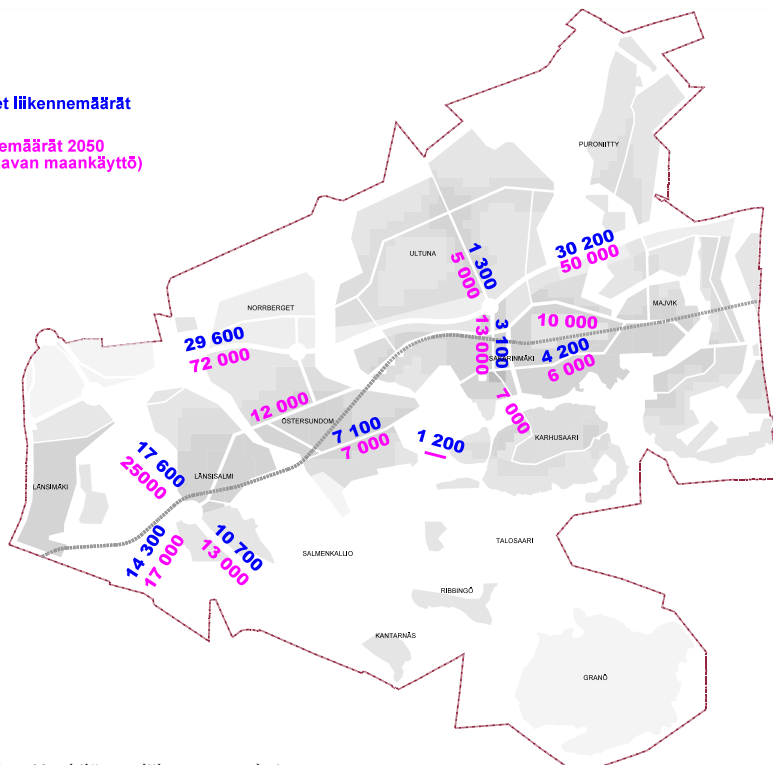 et liikennemäärät
emäärät 2050
avan maankäyttö)
PURONIITTY
ULTUNA
1 300
5 000
30 200
50 000
NORRBERGET
MAJVIK
29 600
72 000
13 000
3 100
10 000
SAKARINMÄKI
4 200
6 000
12 000
7 000
ÖSTERSUNDOM
7 100
7 000
1 200
KARHUSAARI
17 600
25000
LÄNSISALMI
LÄNSIMÄKI
14 300
17 000
10 700
13 000
SALMENKALLIO
TALOSAARI
RIBBINGÖ
KANTARNÄS
GRANÖ